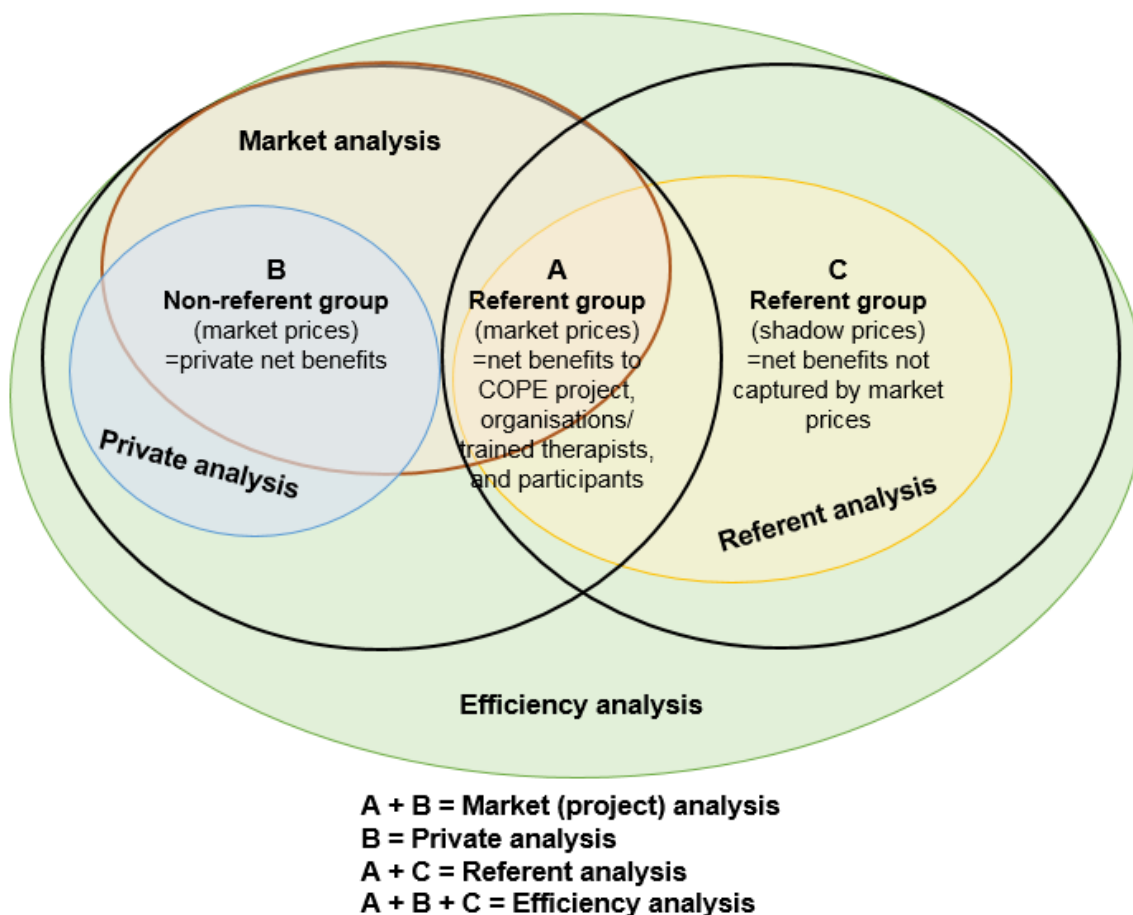 Market analysis
B
Non-referent group
(market prices)
=private net benefits
A
Referent group
(market prices)
=net benefits to
COPE project,
organisations/
trained therapists,
and participants
C
Referent group
(shadow prices)
=net benefits not
captured by market
prices
Private analysis
Referent analysis
Efficiency analysis
A + B = Market (project) analysis
B = Private analysis
A + C = Referent analysis
A + B + C = Efficiency analysis